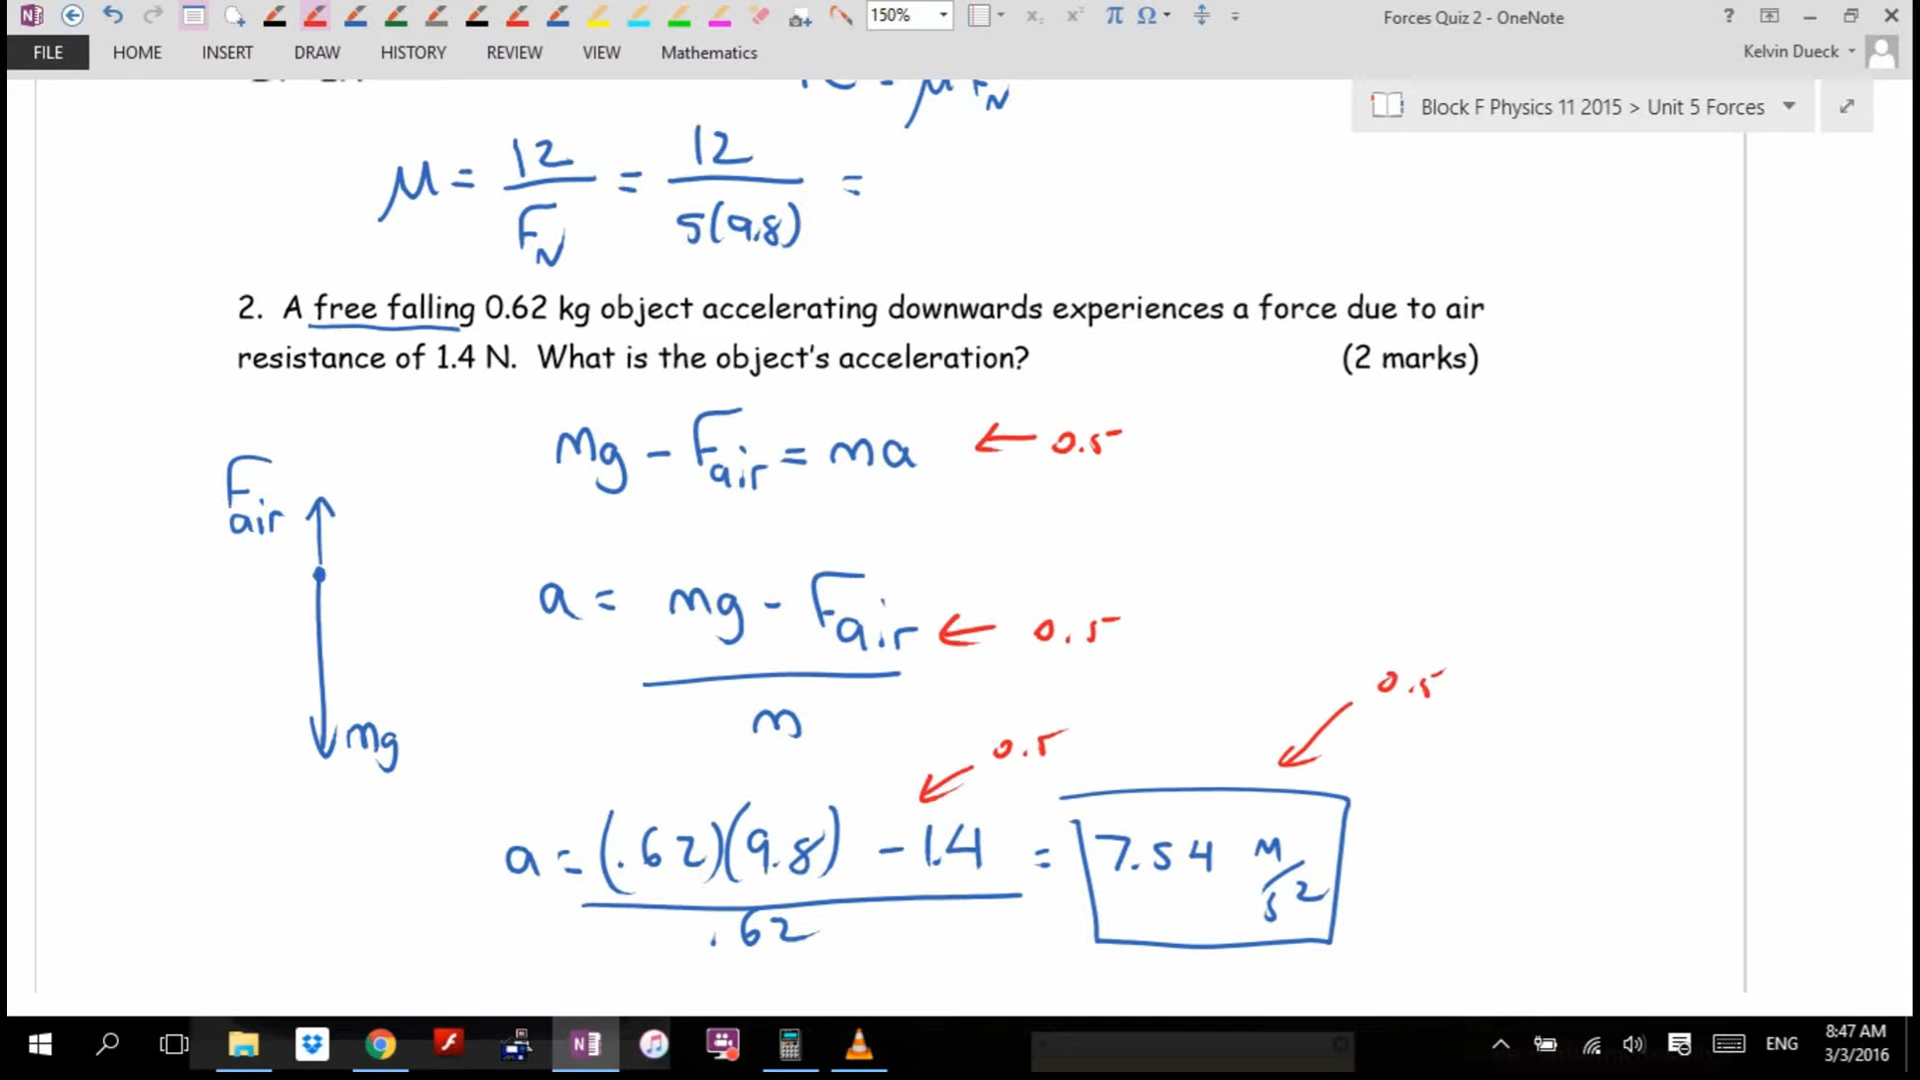 150%
Forces Quiz 2 - OneNote
FILE HOME INSERT DRAW HISTORY REVIEW VIEW Mathematics
Kelvin Dueck
Block F Physics 11 2015 > Unit 5 Forces
= μ F_N
μ = 12/F_N = 12/5(9.8) =
2. A free falling 0.62 kg object accelerating downwards experiences a force due to air
resistance of 1.4 N. What is the object's acceleration? (2 marks)
mg - F_air = ma ← 0.5
F_air
a = (mg - F_air)/m ← 0.5
mg
0.5
0.5
a = ((.62)(9.8) - 1.4)/.62 = 7.54 m/s²
ENG
8:47 AM
3/3/2016